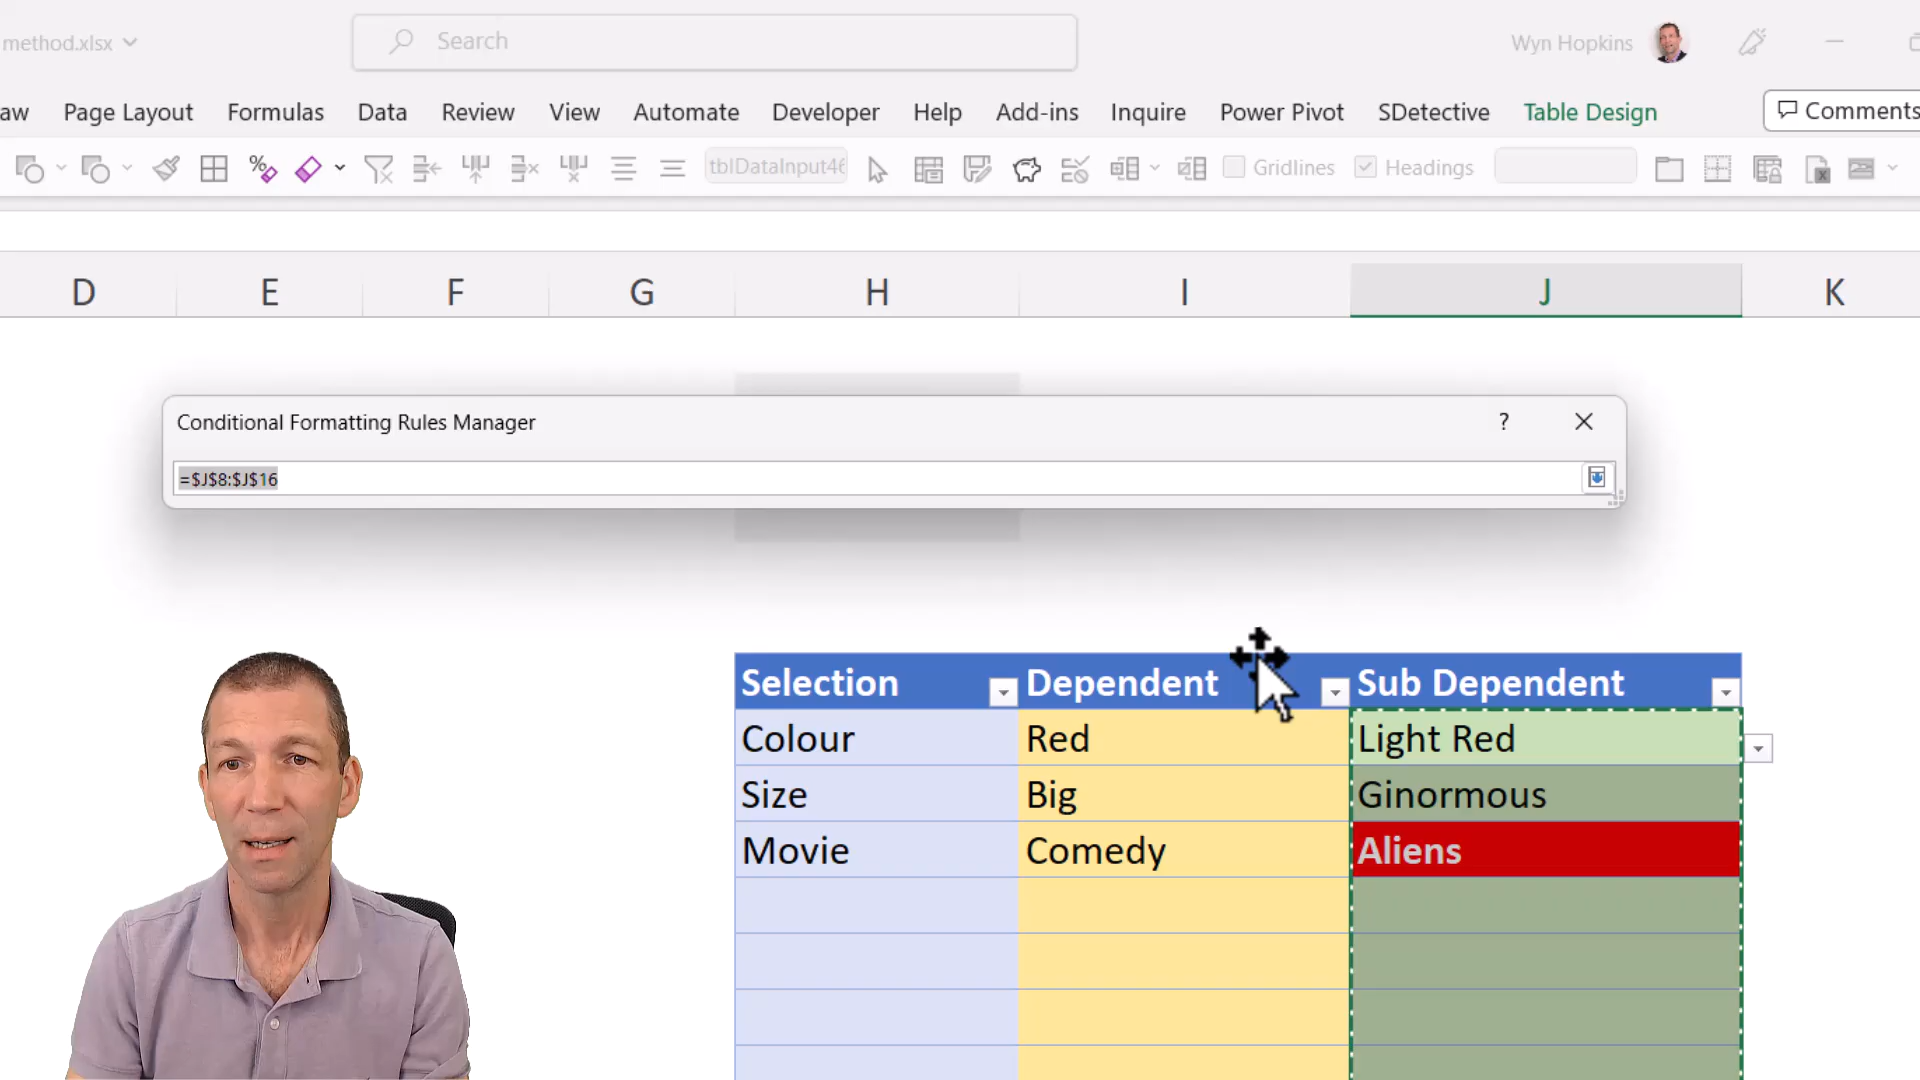 method.xlsx
Search
Wyn Hopkins
aw Page Layout Formulas Data Review View Automate Developer Help Add-ins Inquire Power Pivot SDetective Table Design Comments
tblDataInput46 Gridlines Headings
D E F G H I J K
Conditional Formatting Rules Manager ?
=$J$8:$J$16
Selection Dependent Sub Dependent
Colour Red Light Red
Size Big Ginormous
Movie Comedy Aliens